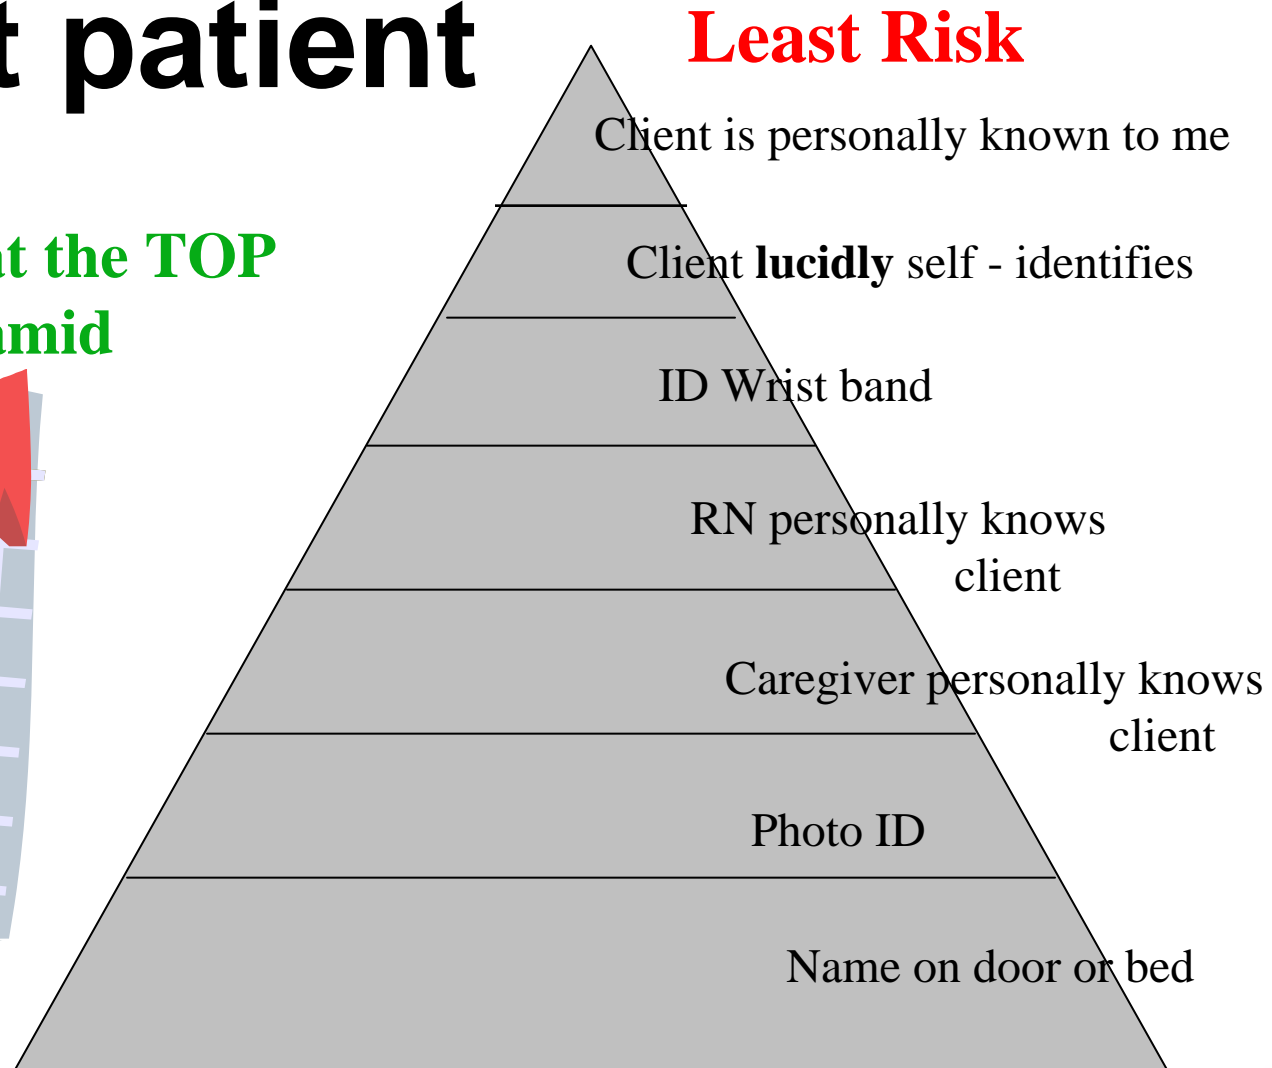 t patient
Least Risk
Client is personally known to me
at the TOP
Client lucidly self - identifies
amid
ID Wrist band
RN personally knows
client
Caregiver personally knows
client
Photo ID
Name on door or bed